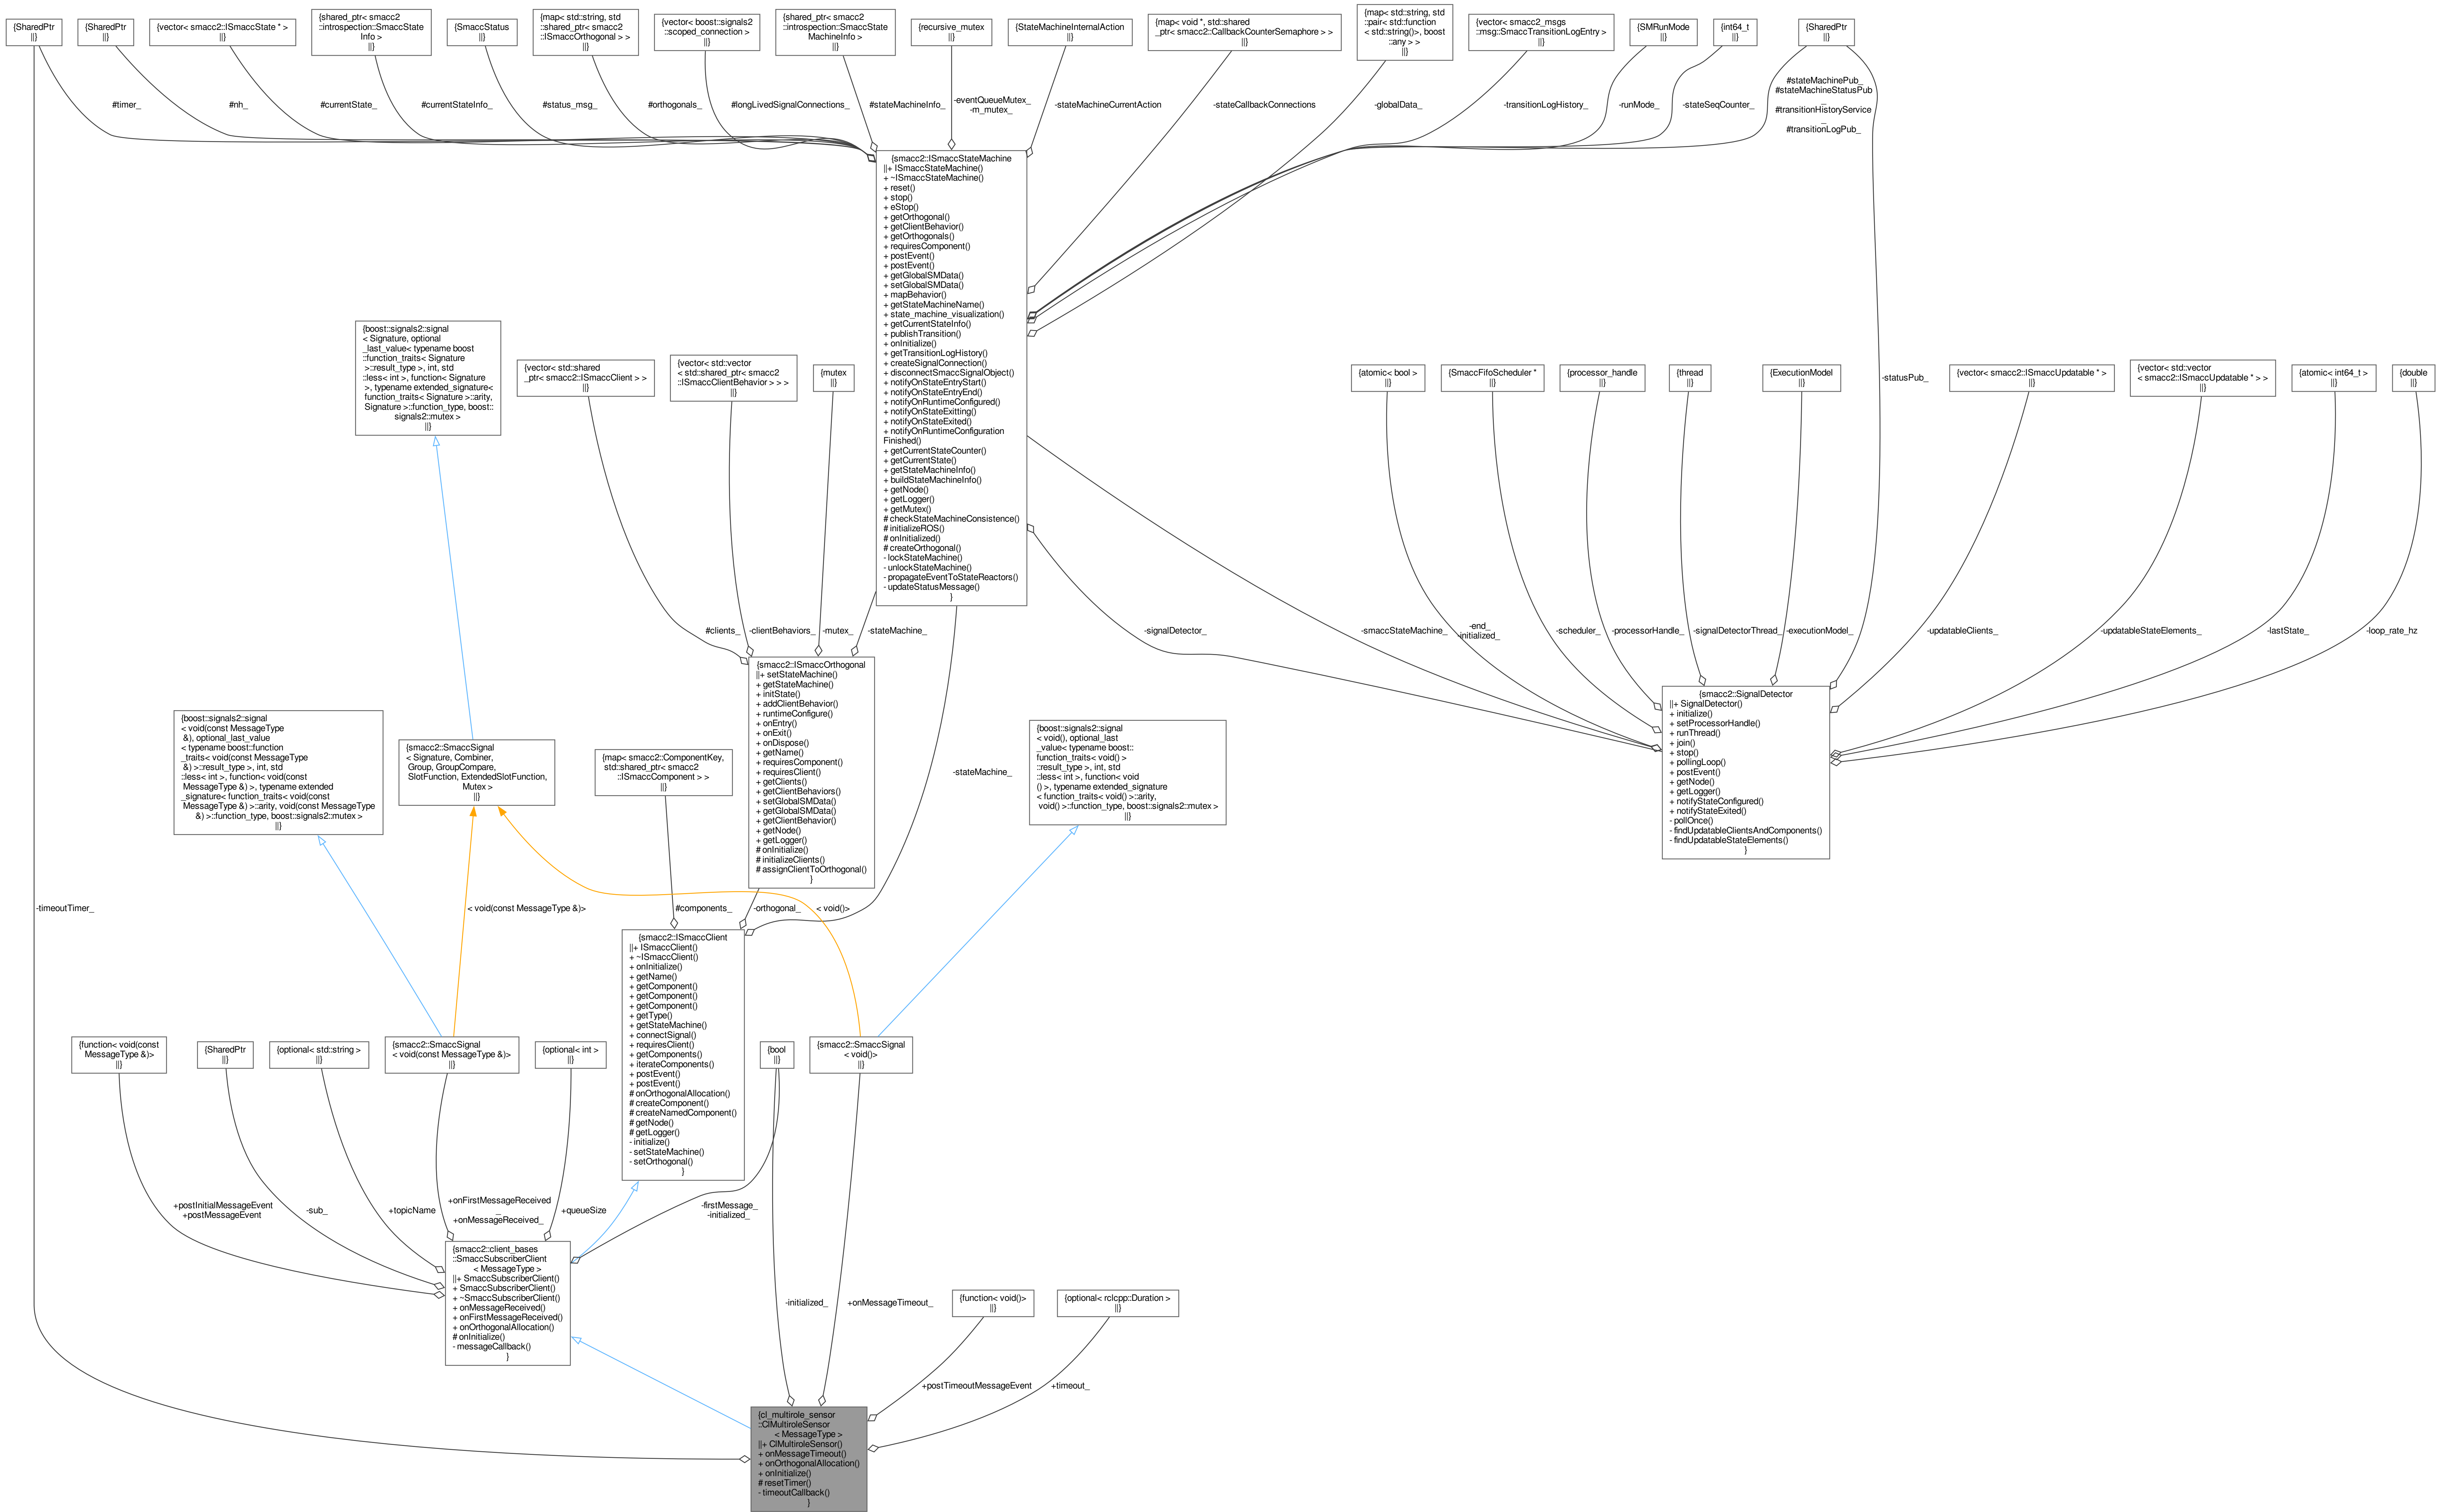 {SharedPtr
||}
{SharedPtr
||}
{vector< smacc2::ISmaccState * >
||}
{shared_ptr< smacc2
::introspection::SmaccState
Info >
||}
{SmaccStatus
||}
{map< std::string, std
::shared_ptr< smacc2
::ISmaccOrthogonal > >
||}
{vector< boost::signals2
::scoped_connection >
||}
{shared_ptr< smacc2
::introspection::SmaccState
MachineInfo >
||}
{recursive_mutex
||}
{StateMachineInternalAction
||}
{map< void *, std::shared
_ptr< smacc2::CallbackCounterSemaphore > >
||}
{map< std::string, std
::pair< std::function
< std::string()>, boost
::any > >
||}
{vector< smacc2_msgs
::msg::SmaccTransitionLogEntry >
||}
{SMRunMode
||}
{int64_t
||}
{SharedPtr
||}
#timer_
#nh_
#currentState_
#currentStateInfo_
#status_msg_
#orthogonals_
#longLivedSignalConnections_
#stateMachineInfo_
-eventQueueMutex_
-m_mutex_
-stateMachineCurrentAction
-stateCallbackConnections
-globalData_
-transitionLogHistory_
-runMode_
-stateSeqCounter_
#stateMachinePub_
#stateMachineStatusPub
_
#transitionHistoryService
_
#transitionLogPub_
{smacc2::ISmaccStateMachine
||+ ISmaccStateMachine()
+ ~ISmaccStateMachine()
+ reset()
+ stop()
+ eStop()
+ getOrthogonal()
+ getClientBehavior()
+ getOrthogonals()
+ requiresComponent()
+ postEvent()
+ postEvent()
+ getGlobalSMData()
+ setGlobalSMData()
+ mapBehavior()
+ getStateMachineName()
+ state_machine_visualization()
+ getCurrentStateInfo()
+ publishTransition()
+ onInitialize()
+ getTransitionLogHistory()
+ createSignalConnection()
+ disconnectSmaccSignalObject()
+ notifyOnStateEntryStart()
+ notifyOnStateEntryEnd()
+ notifyOnRuntimeConfigured()
+ notifyOnStateExitting()
+ notifyOnStateExited()
+ notifyOnRuntimeConfiguration
Finished()
+ getCurrentStateCounter()
+ getCurrentState()
+ getStateMachineInfo()
+ buildStateMachineInfo()
+ getNode()
+ getLogger()
+ getMutex()
# checkStateMachineConsistence()
# initializeROS()
# onInitialized()
# createOrthogonal()
- lockStateMachine()
- unlockStateMachine()
- propagateEventToStateReactors()
- updateStatusMessage()
}
{boost::signals2::signal
< Signature, optional
_last_value< typename boost
::function_traits< Signature
>::result_type >, int, std
::less< int >, function< Signature
>, typename extended_signature<
function_traits< Signature >::arity,
Signature >::function_type, boost::
signals2::mutex >
||}
{vector< std::shared
_ptr< smacc2::ISmaccClient > >
||}
{vector< std::vector
< std::shared_ptr< smacc2
::ISmaccClientBehavior > > >
||}
{mutex
||}
{atomic< bool >
||}
{SmaccFifoScheduler *
||}
{processor_handle
||}
{thread
||}
{ExecutionModel
||}
-statusPub_
{vector< smacc2::ISmaccUpdatable * >
||}
{vector< std::vector
< smacc2::ISmaccUpdatable * > >
||}
{atomic< int64_t >
||}
{double
||}
#clients_
-clientBehaviors_
-mutex_
-stateMachine_
-signalDetector_
-smaccStateMachine_
-end_
-initialized_
-scheduler_
-processorHandle_
-signalDetectorThread_
-executionModel_
-updatableClients_
-updatableStateElements_
-lastState_
-loop_rate_hz
{smacc2::ISmaccOrthogonal
||+ setStateMachine()
+ getStateMachine()
+ initState()
+ addClientBehavior()
+ runtimeConfigure()
+ onEntry()
+ onExit()
+ onDispose()
+ getName()
+ requiresComponent()
+ requiresClient()
+ getClients()
+ getClientBehaviors()
+ setGlobalSMData()
+ getGlobalSMData()
+ getClientBehavior()
+ getNode()
+ getLogger()
# onInitialize()
# initializeClients()
# assignClientToOrthogonal()
}
{smacc2::SignalDetector
||+ SignalDetector()
+ initialize()
+ setProcessorHandle()
+ runThread()
+ join()
+ stop()
+ pollingLoop()
+ postEvent()
+ getNode()
+ getLogger()
+ notifyStateConfigured()
+ notifyStateExited()
- pollOnce()
- findUpdatableClientsAndComponents()
- findUpdatableStateElements()
}
{boost::signals2::signal
< void(const MessageType
&), optional_last_value
< typename boost::function
_traits< void(const MessageType
&) >::result_type >, int, std
::less< int >, function< void(const
MessageType &) >, typename extended
_signature< function_traits< void(const
MessageType &) >::arity, void(const MessageType
&) >::function_type, boost::signals2::mutex >
||}
{smacc2::SmaccSignal
< Signature, Combiner,
Group, GroupCompare,
SlotFunction, ExtendedSlotFunction,
Mutex >
||}
{map< smacc2::ComponentKey,
std::shared_ptr< smacc2
::ISmaccComponent > >
||}
-stateMachine_
{boost::signals2::signal
< void(), optional_last
_value< typename boost::
function_traits< void() >
::result_type >, int, std
::less< int >, function< void
() >, typename extended_signature
< function_traits< void() >::arity,
void() >::function_type, boost::signals2::mutex >
||}
-timeoutTimer_
< void(const MessageType &)>
#components_
-orthogonal_
< void()>
{smacc2::ISmaccClient
||+ ISmaccClient()
+ ~ISmaccClient()
+ onInitialize()
+ getName()
+ getComponent()
+ getComponent()
+ getComponent()
+ getType()
+ getStateMachine()
+ connectSignal()
+ requiresClient()
+ getComponents()
+ iterateComponents()
+ postEvent()
+ postEvent()
# onOrthogonalAllocation()
# createComponent()
# createNamedComponent()
# getNode()
# getLogger()
- initialize()
- setStateMachine()
- setOrthogonal()
}
{function< void(const
MessageType &)>
||}
{SharedPtr
||}
{optional< std::string >
||}
{smacc2::SmaccSignal
< void(const MessageType &)>
||}
{optional< int >
||}
{bool
||}
{smacc2::SmaccSignal
< void()>
||}
+postInitialMessageEvent
+postMessageEvent
-sub_
+topicName
+onFirstMessageReceived
_
+onMessageReceived_
+queueSize
-firstMessage_
-initialized_
{smacc2::client_bases
::SmaccSubscriberClient
< MessageType >
||+ SmaccSubscriberClient()
+ SmaccSubscriberClient()
+ ~SmaccSubscriberClient()
+ onMessageReceived()
+ onFirstMessageReceived()
+ onOrthogonalAllocation()
# onInitialize()
- messageCallback()
}
-initialized_
+onMessageTimeout_
{function< void()>
||}
{optional< rclcpp::Duration >
||}
+postTimeoutMessageEvent
+timeout_
{cl_multirole_sensor
::ClMultiroleSensor
< MessageType >
||+ ClMultiroleSensor()
+ onMessageTimeout()
+ onOrthogonalAllocation()
+ onInitialize()
# resetTimer()
- timeoutCallback()
}